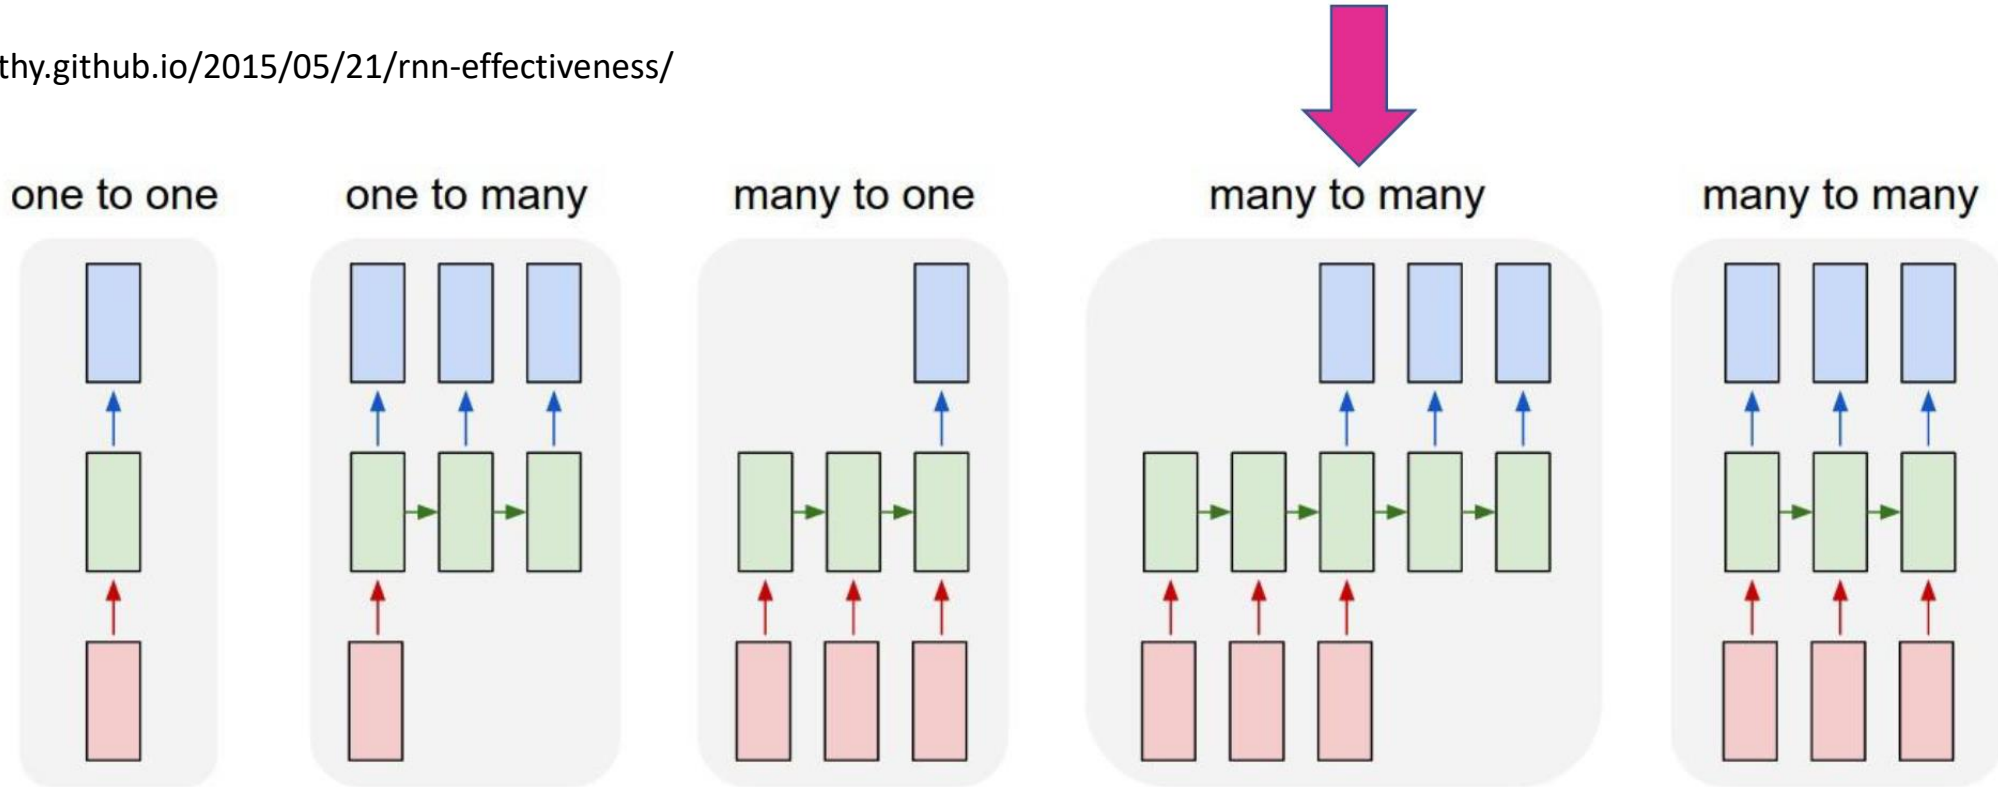 thy.github.io/2015/05/21/rnn-effectiveness/
one to one
one to many
many to one
many to many
many to many